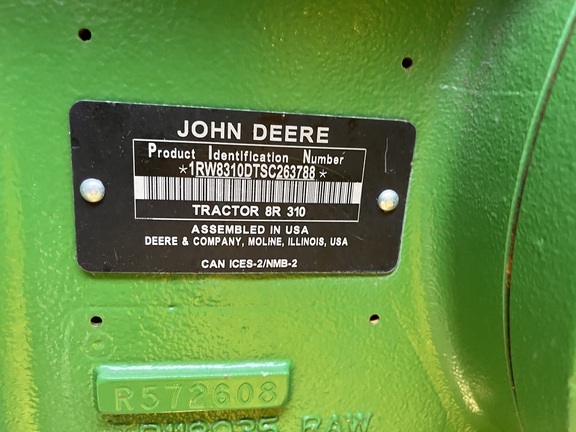 JOHN DEERE
Product Identification Number
*1RW8310DTSC263788*
TRACTOR 8R 310
ASSEMBLED IN USA
DEERE & COMPANY, MOLINE, ILLINOIS, USA
CAN ICES-2/NMB-2
R572608
RAW